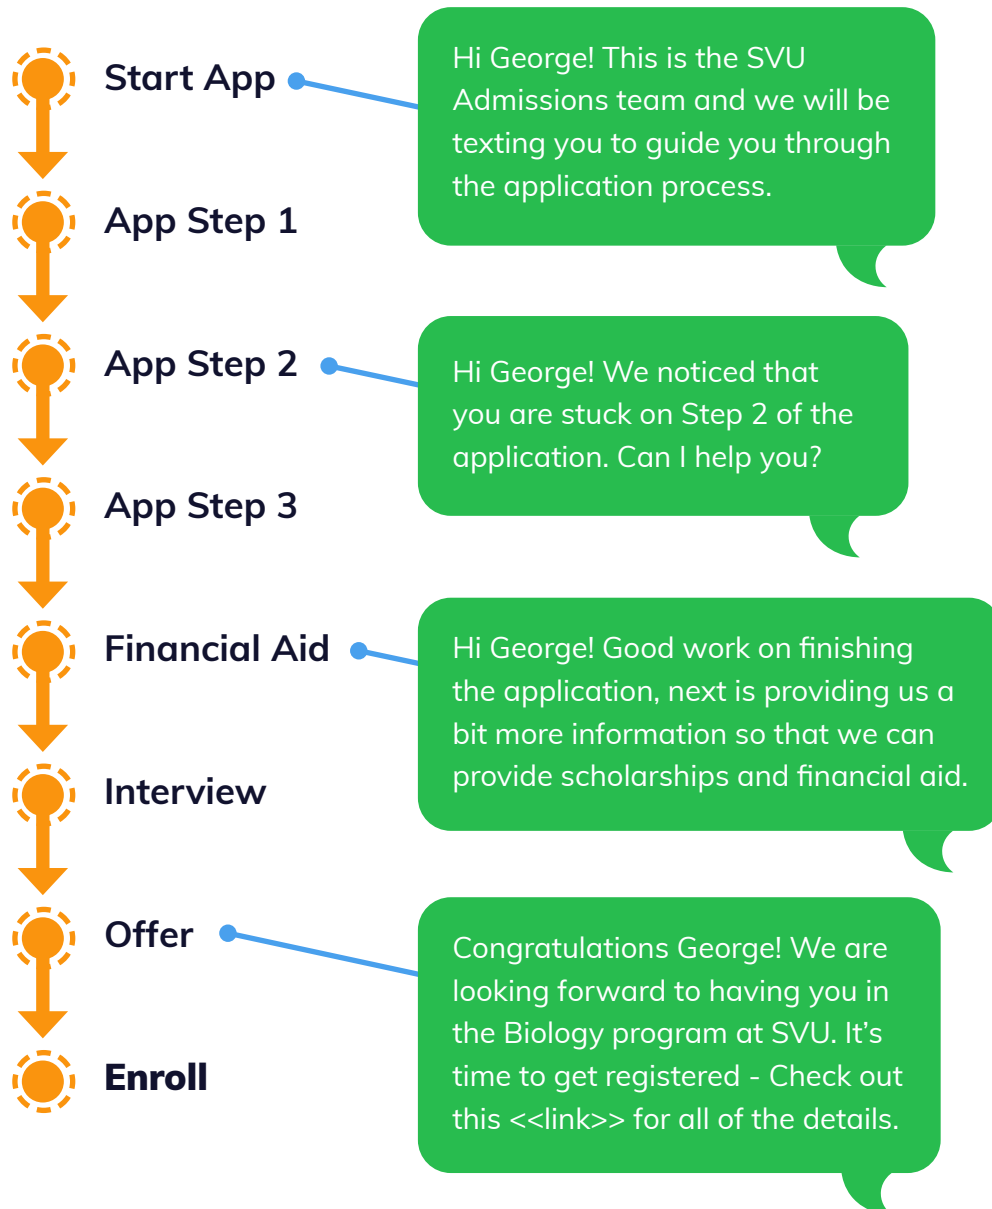 Start App
Hi George! This is the SVU
Admissions team and we will be
texting you to guide you through
the application process.
App Step 1
App Step 2
Hi George! We noticed that
you are stuck on Step 2 of the
application. Can I help you?
App Step 3
Financial Aid
Hi George! Good work on finishing
the application, next is providing us a
bit more information so that we can
provide scholarships and financial aid.
Interview
Offer
Congratulations George! We are
looking forward to having you in
the Biology program at SVU. It’s
time to get registered - Check out
this <<link>> for all of the details.
Enroll